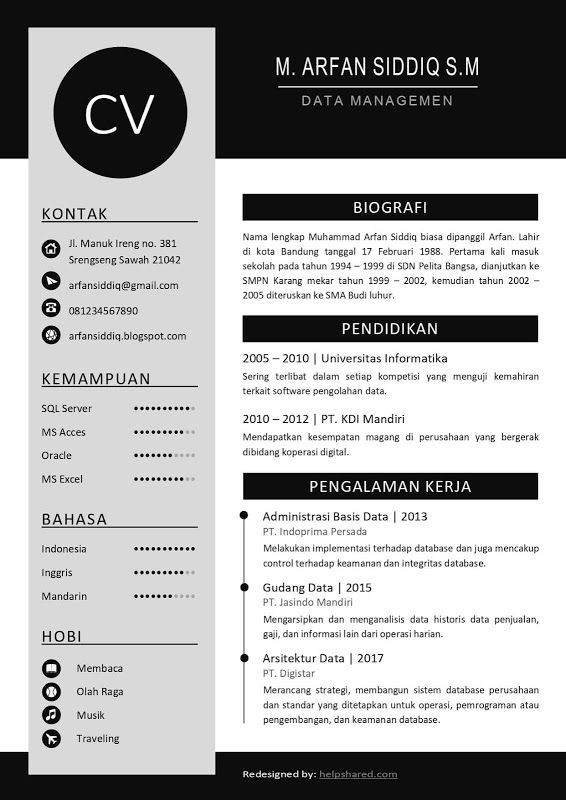 CV
M. ARFAN SIDDIQ S.M
DATA MANAGEMEN
KONTAK
Jl. Manuk Ireng no. 381
Srengseng Sawah 21042
arfansiddiq@gmail.com
081234567890
arfansiddiq.blogspot.com
KEMAMPUAN
SQL Server
MS Acces
Oracle
MS Excel
BAHASA
Indonesia
Inggris
Mandarin
HOBI
Membaca
Olah Raga
Musik
Traveling
BIOGRAFI
Nama lengkap Muhammad Arfan Siddiq biasa dipanggil Arfan. Lahir
di kota Bandung tanggal 17 Februari 1988. Pertama kali masuk
sekolah pada tahun 1994 – 1999 di SDN Pelita Bangsa, dianjutkan ke
SMPN Karang mekar tahun 1999 – 2002, kemudian tahun 2002 –
2005 diteruskan ke SMA Budi luhur.
PENDIDIKAN
2005 – 2010 | Universitas Informatika
Sering terlibat dalam setiap kompetisi yang menguji kemahiran
terkait software pengolahan data.
2010 – 2012 | PT. KDI Mandiri
Mendapatkan kesempatan magang di perusahaan yang bergerak
dibidang koperasi digital.
PENGALAMAN KERJA
Administrasi Basis Data | 2013
PT. Indoprima Persada
Melakukan implementasi terhadap database dan juga mencakup
control terhadap keamanan dan integritas database.
Gudang Data | 2015
PT. Jasindo Mandiri
Mengarsipkan dan menganalisis data historis data penjualan,
gaji, dan informasi lain dari operasi harian.
Arsitektur Data | 2017
PT. Digistar
Merancang strategi, membangun sistem database perusahaan
dan standar yang ditetapkan untuk operasi, pemrograman atau
pengembangan, dan keamanan database.
Redesigned by: helpshared.com